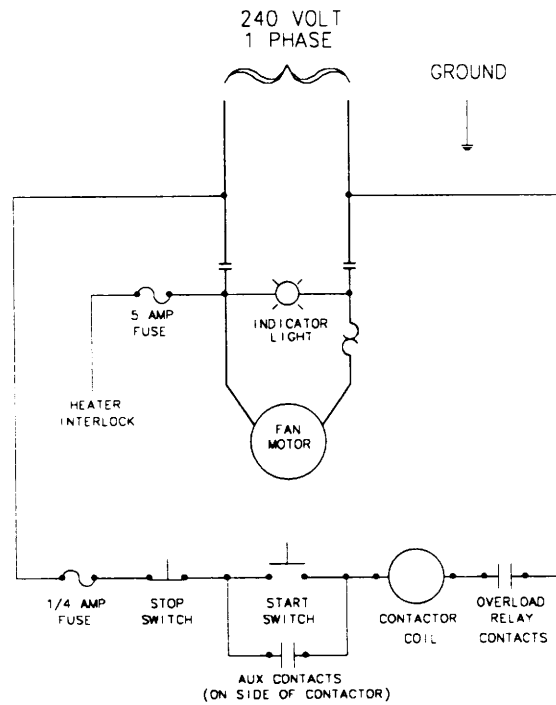 240 VOLT
1 PHASE
GROUND
5 AMP
FUSE
INDICATOR
LIGHT
HEATER
INTERLOCK
FAN
MOTOR
1/4 AMP
FUSE
STOP
SWITCH
START
SWITCH
CONTACTOR
COIL
OVERLOAD
RELAY
CONTACTS
AUX CONTACTS
(ON SIDE OF CONTACTOR)